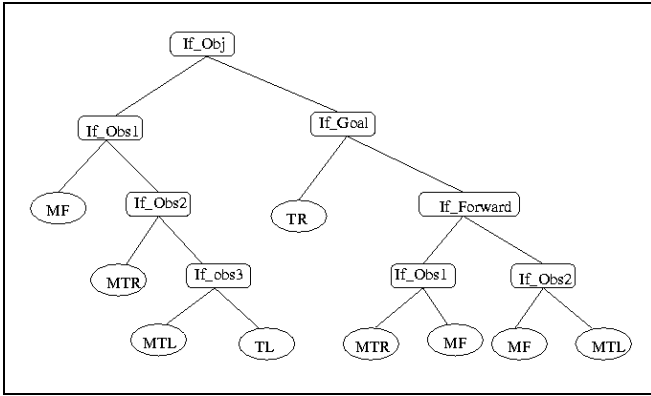 If_Obj
If_Obs1
If_Goal
MF
If_Obs2
TR
If_Forward
MTR
If_obs3
If_Obs1
If_Obs2
MTL
TL
MTR
MF
MF
MTL